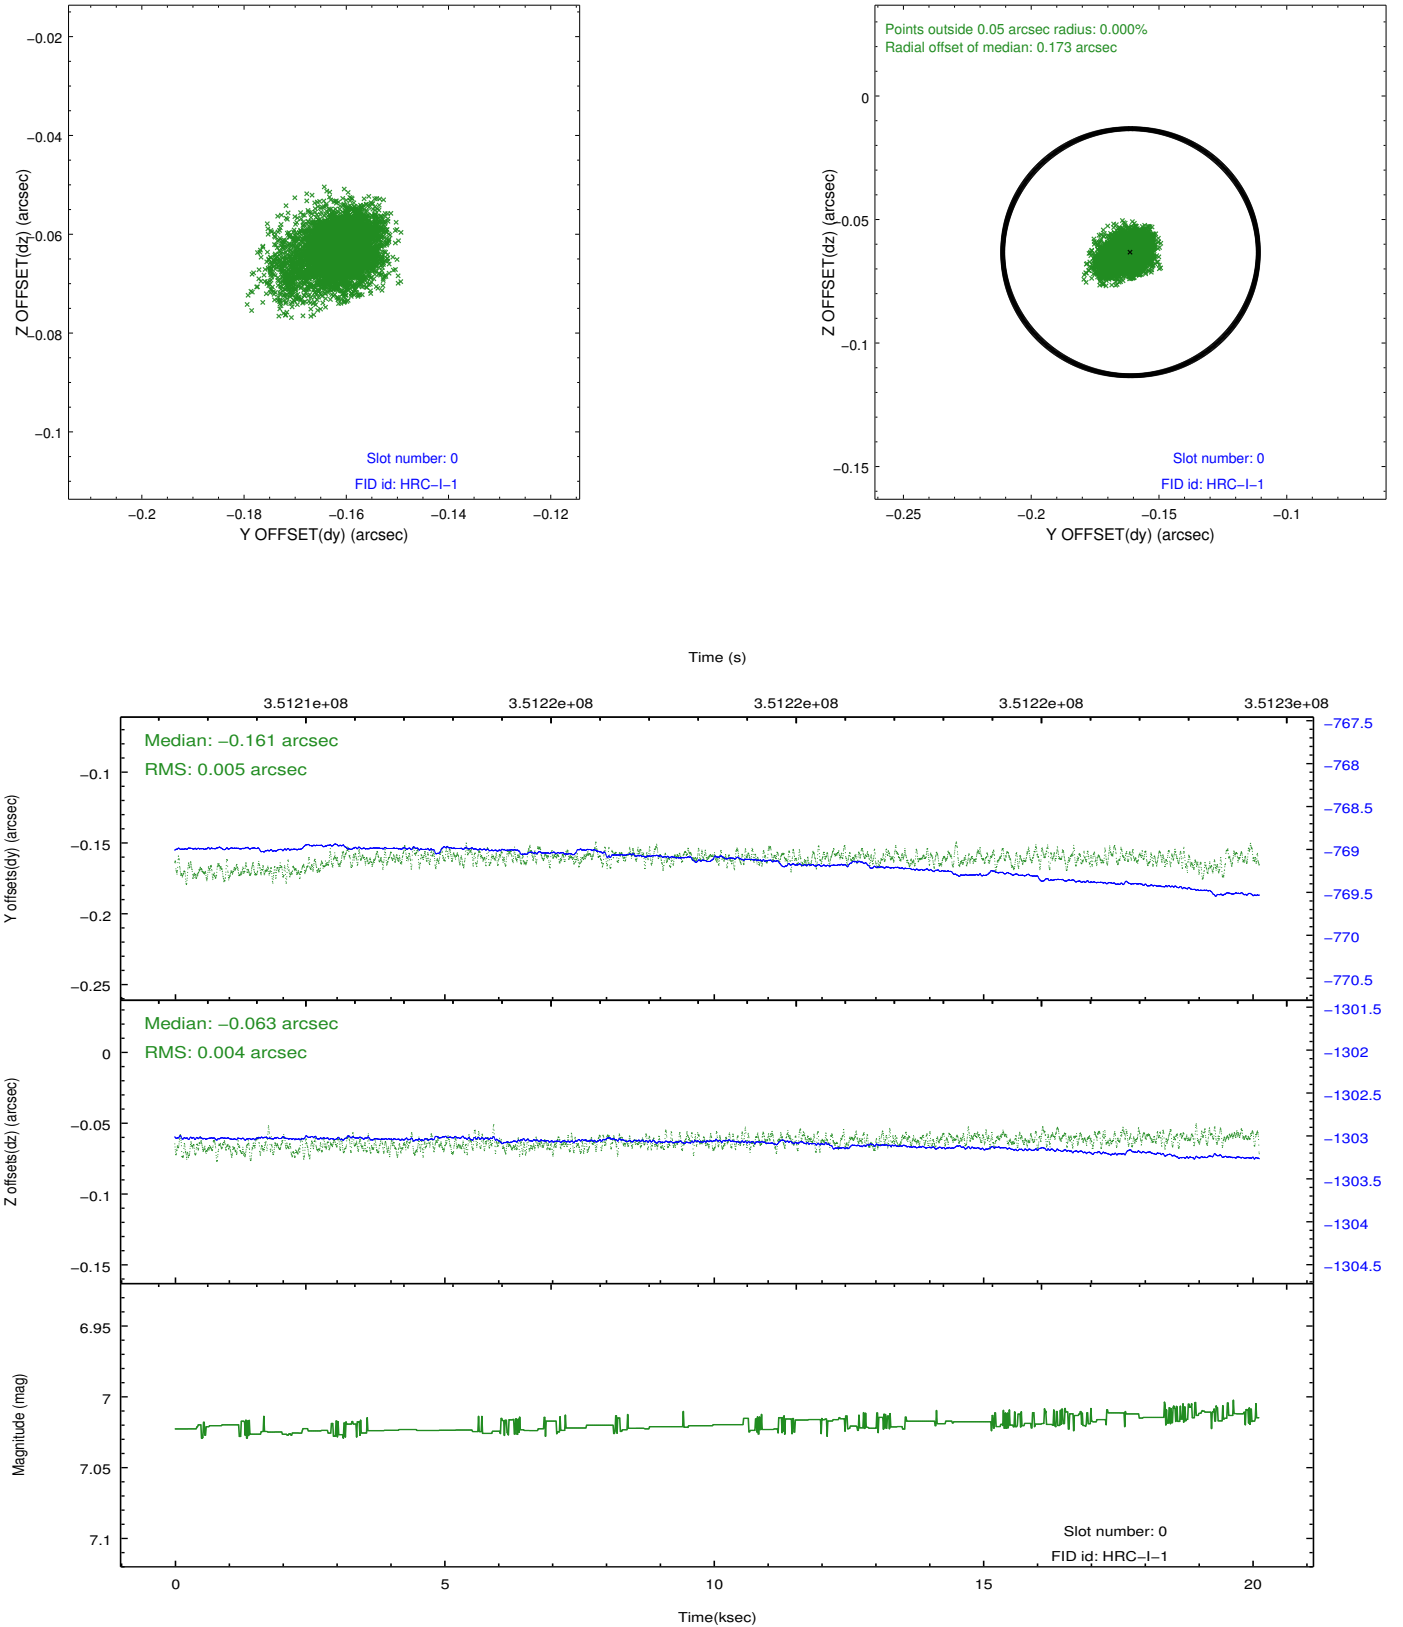 −0.02
−0.04
−0.06
−0.08
−0.1
Z OFFSET(dz) (arcsec)
Slot number: 0
FID id: HRC−I−1
−0.2
−0.18
−0.16
−0.14
−0.12
Y OFFSET(dy) (arcsec)
Points outside 0.05 arcsec radius: 0.000%
Radial offset of median: 0.173 arcsec
0
−0.05
−0.1
−0.15
Z OFFSET(dz) (arcsec)
Slot number: 0
FID id: HRC−I−1
−0.25
−0.2
−0.15
−0.1
Y OFFSET(dy) (arcsec)
Time (s)
3.5121e+08
3.5122e+08
3.5122e+08
3.5122e+08
3.5123e+08
Median: −0.161 arcsec
RMS: 0.005 arcsec
−0.1
−0.15
−0.2
−0.25
Y offsets(dy) (arcsec)
−767.5
−768
−768.5
−769
−769.5
−770
−770.5
Median: −0.063 arcsec
RMS: 0.004 arcsec
0
−0.05
−0.1
−0.15
Z offsets(dz) (arcsec)
−1301.5
−1302
−1302.5
−1303
−1303.5
−1304
−1304.5
6.95
7
7.05
7.1
Magnitude (mag)
Slot number: 0
FID id: HRC−I−1
0
5
10
15
20
Time(ksec)